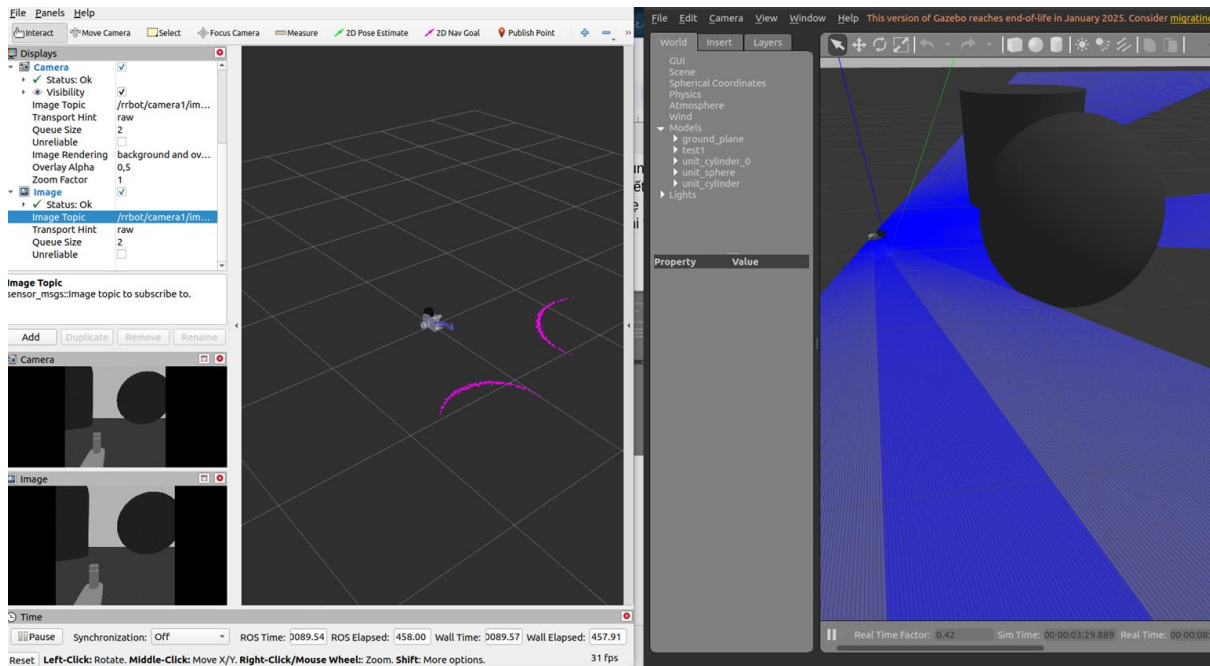 File Panels Help
Interact Move Camera Select Focus Camera Measure 2D Pose Estimate 2D Nav Goal Publish Point
Displays
Camera
Status: Ok
Visibility
Image Topic /rrbot/camera1/im...
Transport Hint raw
Queue Size 2
Unreliable
Image Rendering background and ov...
Overlay Alpha 0,5
Zoom Factor 1
Image
Status: Ok
Image Topic /rrbot/camera1/im...
Transport Hint raw
Queue Size 2
Unreliable
Image Topic
sensor_msgs::Image topic to subscribe to.
Add Duplicate Remove Rename
Camera
Image
Time
Pause Synchronization: Off ROS Time: 0089.54 ROS Elapsed: 458.00 Wall Time: 0089.57 Wall Elapsed: 457.91
Reset Left-Click: Rotate. Middle-Click: Move X/Y. Right-Click/Mouse Wheel:: Zoom. Shift: More options. 31 fps
File Edit Camera View Window Help This version of Gazebo reaches end-of-life in January 2025. Consider migrating
World Insert Layers
GUI
Scene
Spherical Coordinates
Physics
Atmosphere
Wind
Models
ground_plane
test1
unit_cylinder_0
unit_sphere
unit_cylinder
Lights
Property Value
Real Time Factor: 0.42 Sim Time: 00 00:03:29.889 Real Time: 00 00:08: